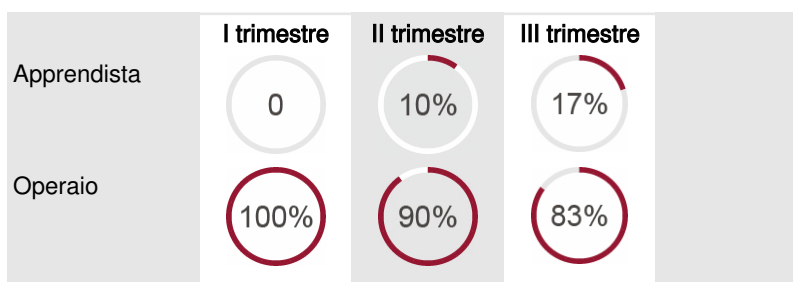 I trimestre II trimestre III trimestre
Apprendista 0 10% 17%
Operaio 100% 90% 83%